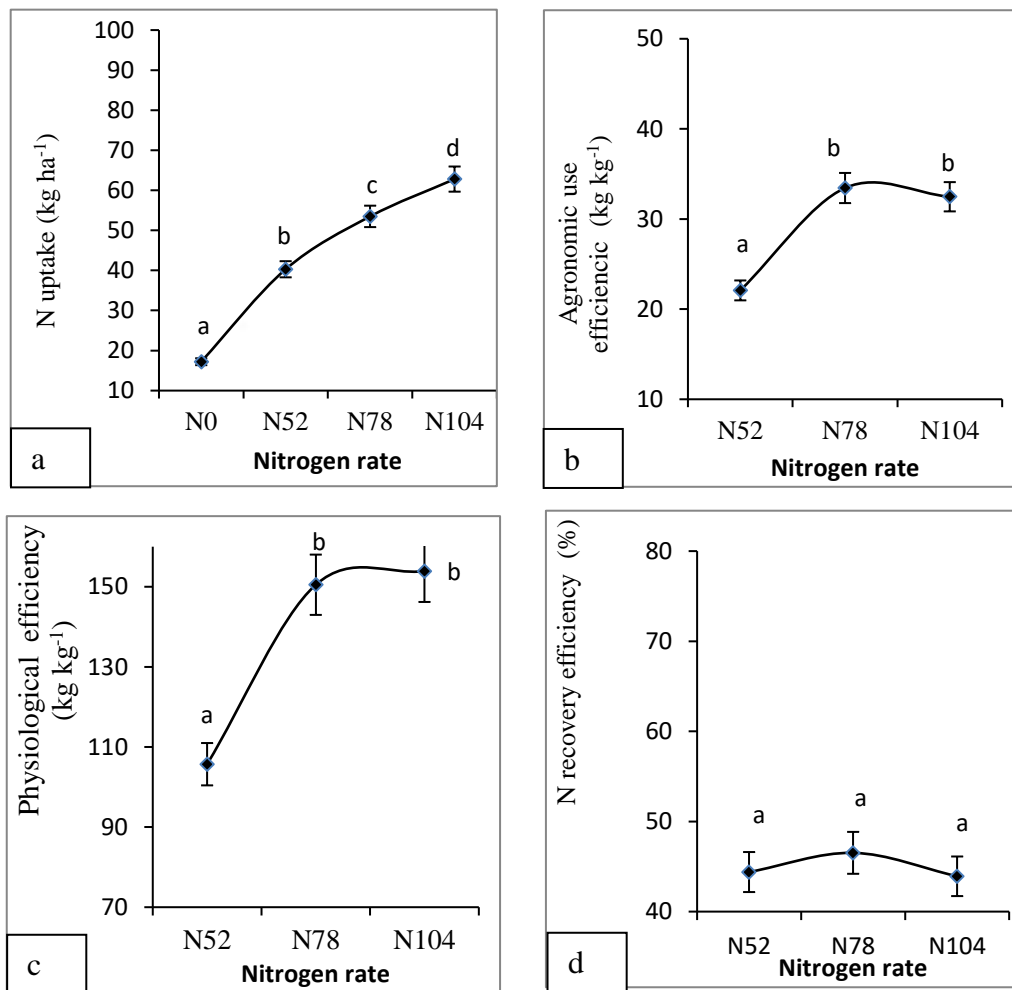 100
90
80
70
60
50
40
30
20
10
N uptake (kg ha-1)
a
b
c
d
N0 N52 N78 N104
Nitrogen rate
a
50
40
30
20
10
Agronomic use
efficiencic (kg kg-1)
a
b
b
N52 N78 N104
Nitrogen rate
b
150
130
110
90
70
Physiological efficiency
(kg kg-1)
a
b
b
N52 N78 N104
Nitrogen rate
c
80
70
60
50
40
N recovery efficiency (%)
a
a
a
N52 N78 N104
Nitrogen rate
d